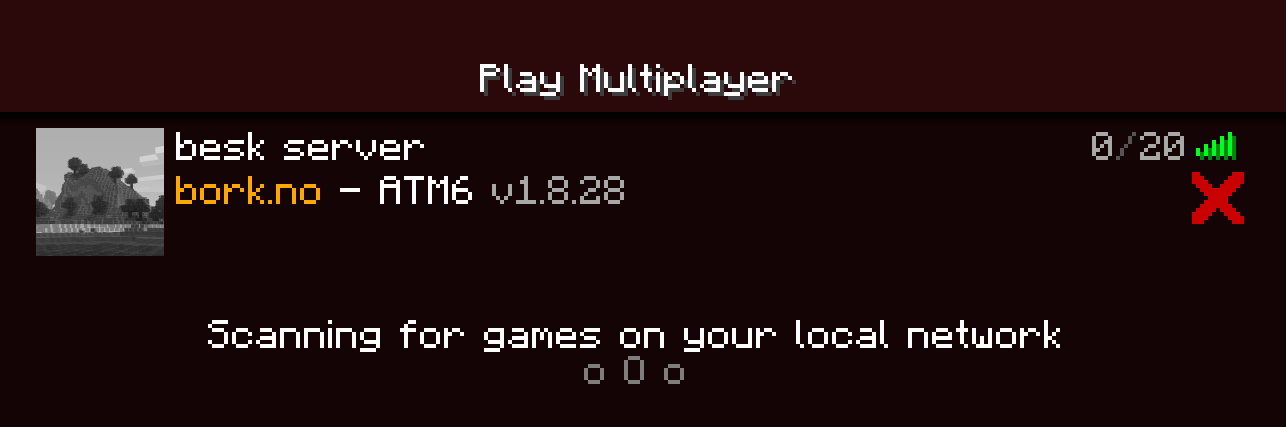 Play Multiplayer
besk server 0/20
bork.no - ATM6 v1.8.28
Scanning for games on your local network
o O o